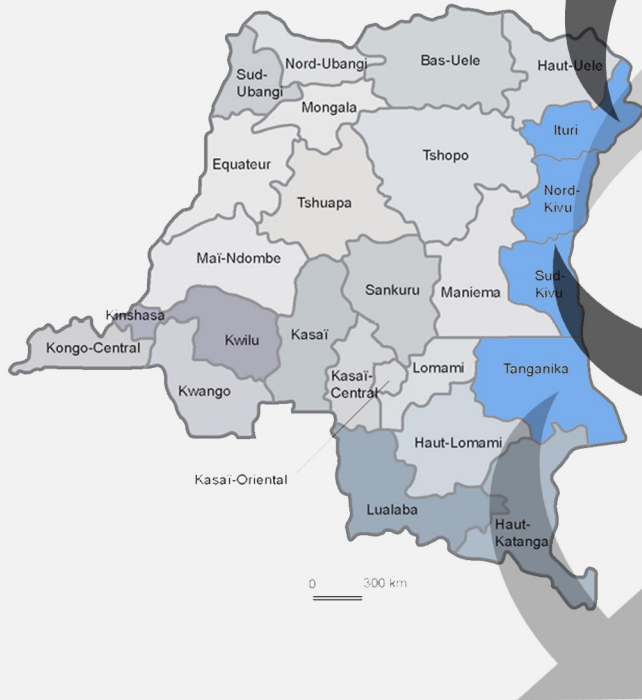 Nord-Ubangi
Bas-Uele
Haut-Uele
Sud-
Ubangi
Mongala
Ituri
Equateur
Tshopo
Tshuapa
Nord-
Kivu
Maï-Ndombe
Sankuru
Maniema
Sud-
Kivu
Kinshasa
Kongo-Central
Kwilu
Kasaï
Kasaï-
Central
Lomami
Tanganika
Kwango
Haut-Lomami
Kasaï-Oriental
Lualaba
Haut-
Katanga
0 300 km